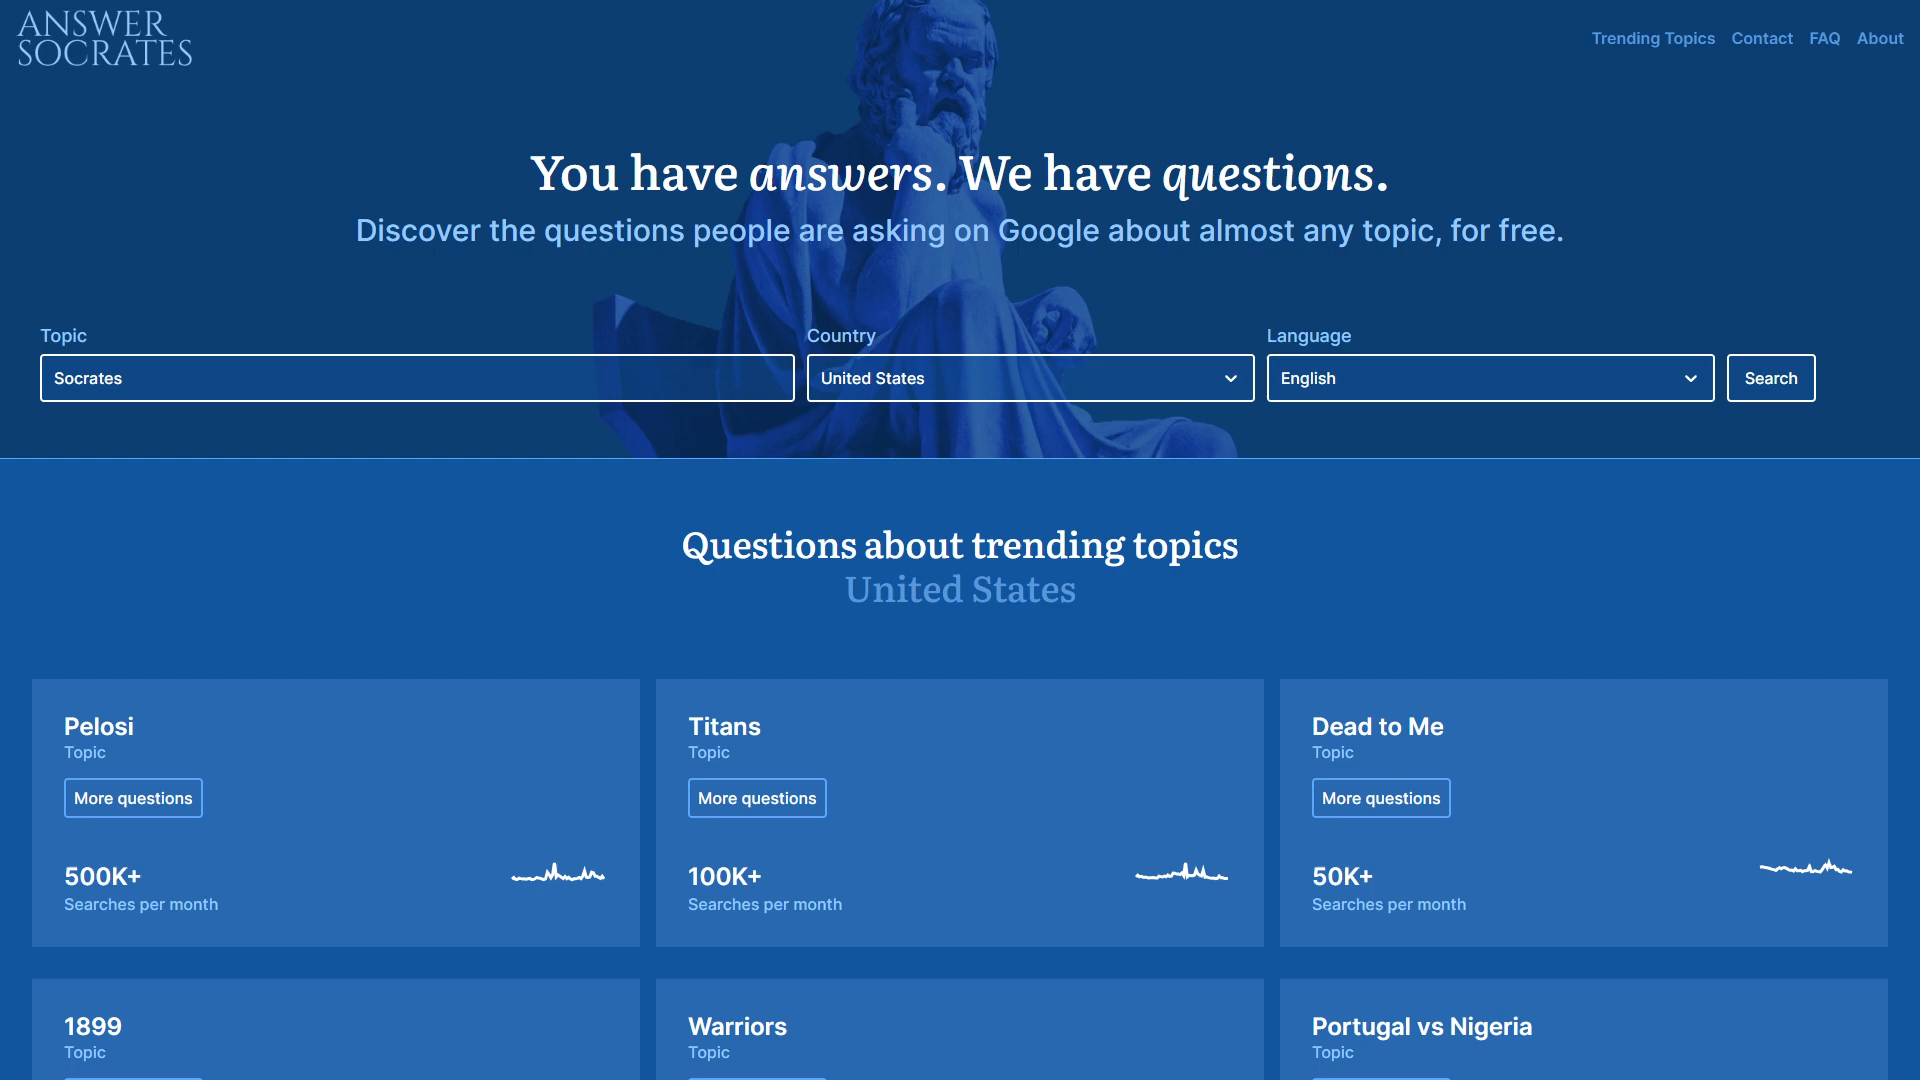 ANSWER
SOCRATES
Trending Topics Contact FAQ About
You have answers. We have questions.
Discover the questions people are asking on Google about almost any topic, for free.
Topic
Country
Language
Socrates
United States
English
Search
Questions about trending topics
United States
Pelosi
Topic
More questions
500K+
Searches per month
Titans
Topic
More questions
100K+
Searches per month
Dead to Me
Topic
More questions
50K+
Searches per month
1899
Topic
Warriors
Topic
Portugal vs Nigeria
Topic